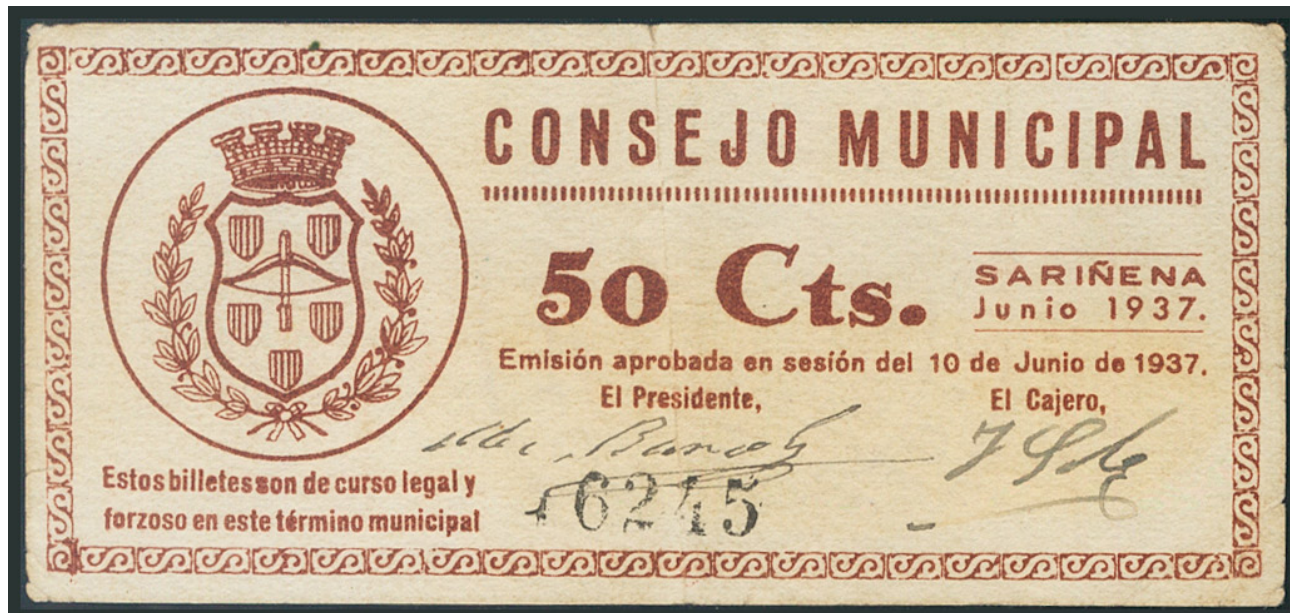 CONSEJO MUNICIPAL
50 Cts.
SARIÑENA
Junio 1937.
Emisión aprobada en sesión del 10 de Junio de 1937.
El Presidente,
El Cajero,
6245
Estos billetes son de curso legal y
forzoso en este término municipal